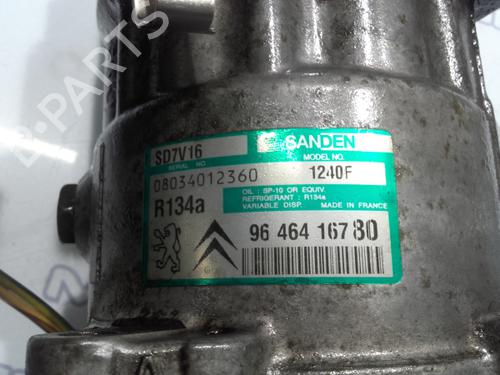 B-PARTS
SD7V16 SANDEN
SERIAL NO. MODEL NO.
08034012360 1240F
R134a OIL : SP-10 OR EQUIV.
REFRIGERANT : R134a
VARIABLE DISP. MADE IN FRANCE
96 464 167 80